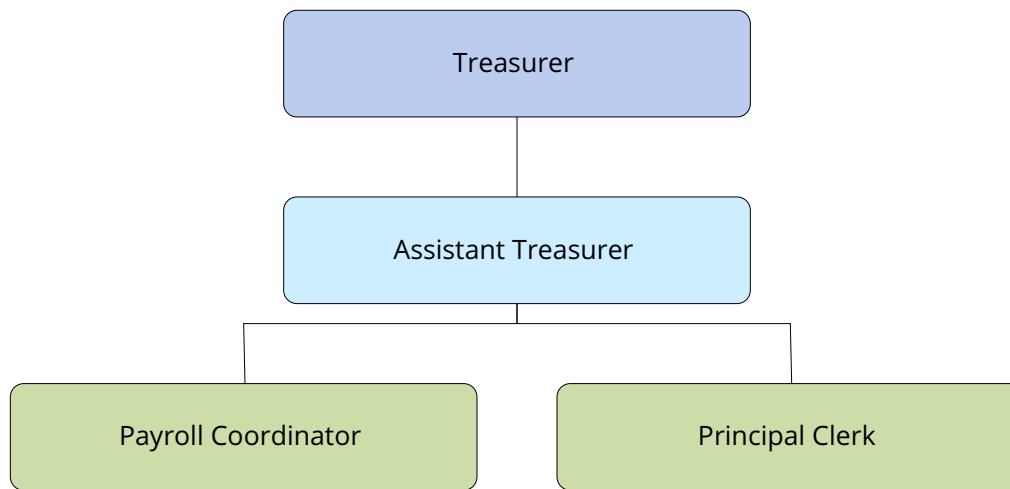 Treasurer
Assistant Treasurer
Payroll Coordinator
Principal Clerk